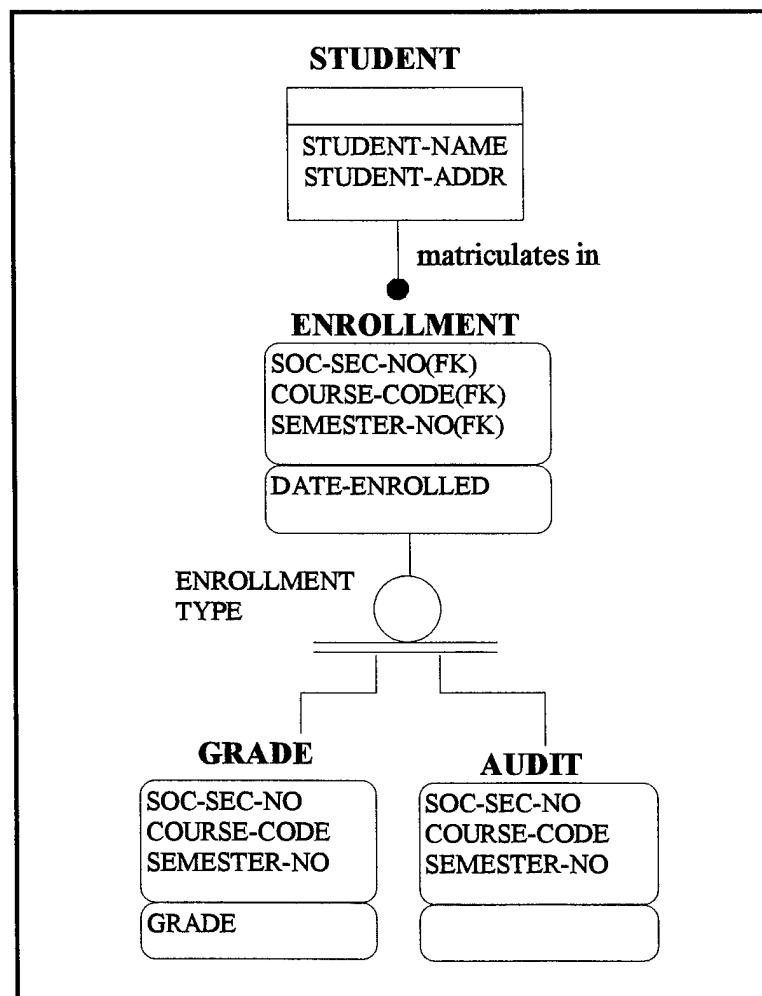 STUDENT
STUDENT-NAME
STUDENT-ADDR
matriculates in
ENROLLMENT
SOC-SEC-NO(FK)
COURSE-CODE(FK)
SEMESTER-NO(FK)
DATE-ENROLLED
ENROLLMENT
TYPE
GRADE
SOC-SEC-NO
COURSE-CODE
SEMESTER-NO
GRADE
AUDIT
SOC-SEC-NO
COURSE-CODE
SEMESTER-NO